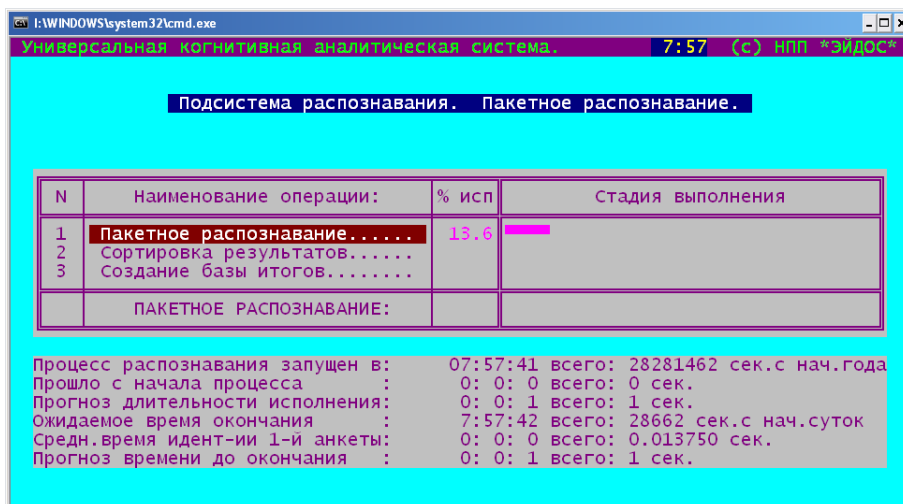 I:\WINDOWS\system32\cmd.exe
Универсальная когнитивная аналитическая система. 7:57 (с) НПП *ЭЙДОС*
Подсистема распознавания. Пакетное распознавание.
N Наименование операции: % исп Стадия выполнения
1 Пакетное распознавание...... 13.6
2 Сортировка результатов......
3 Создание базы итогов........
ПАКЕТНОЕ РАСПОЗНАВАНИЕ:
Процесс распознавания запущен в: 07:57:41 всего: 28281462 сек.с нач.года
Прошло с начала процесса : 0: 0: 0 всего: 0 сек.
Прогноз длительности исполнения: 0: 0: 1 всего: 1 сек.
Ожидаемое время окончания : 7:57:42 всего: 28662 сек.с нач.суток
Средн.время идент-ии 1-й анкеты: 0: 0: 0 всего: 0.013750 сек.
Прогноз времени до окончания : 0: 0: 1 всего: 1 сек.